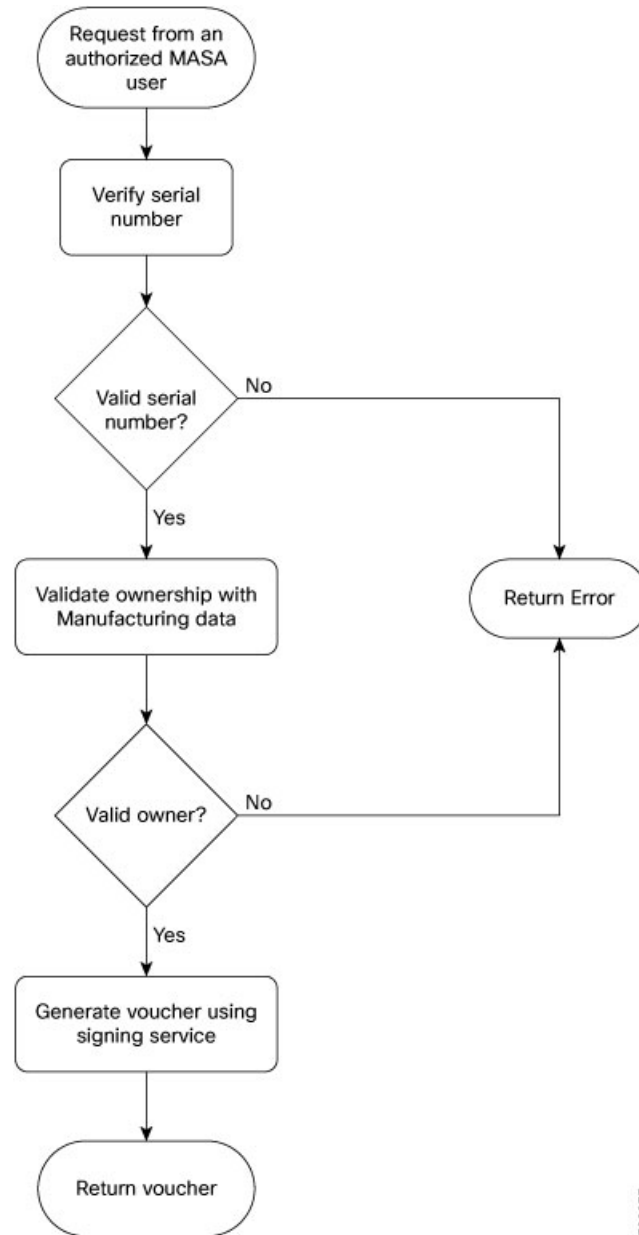 Request from an
authorized MASA
user
Verify serial
number
Valid serial
number?
No
Yes
Validate ownership with
Manufacturing data
Return Error
Valid owner?
No
Yes
Generate voucher using
signing service
Return voucher